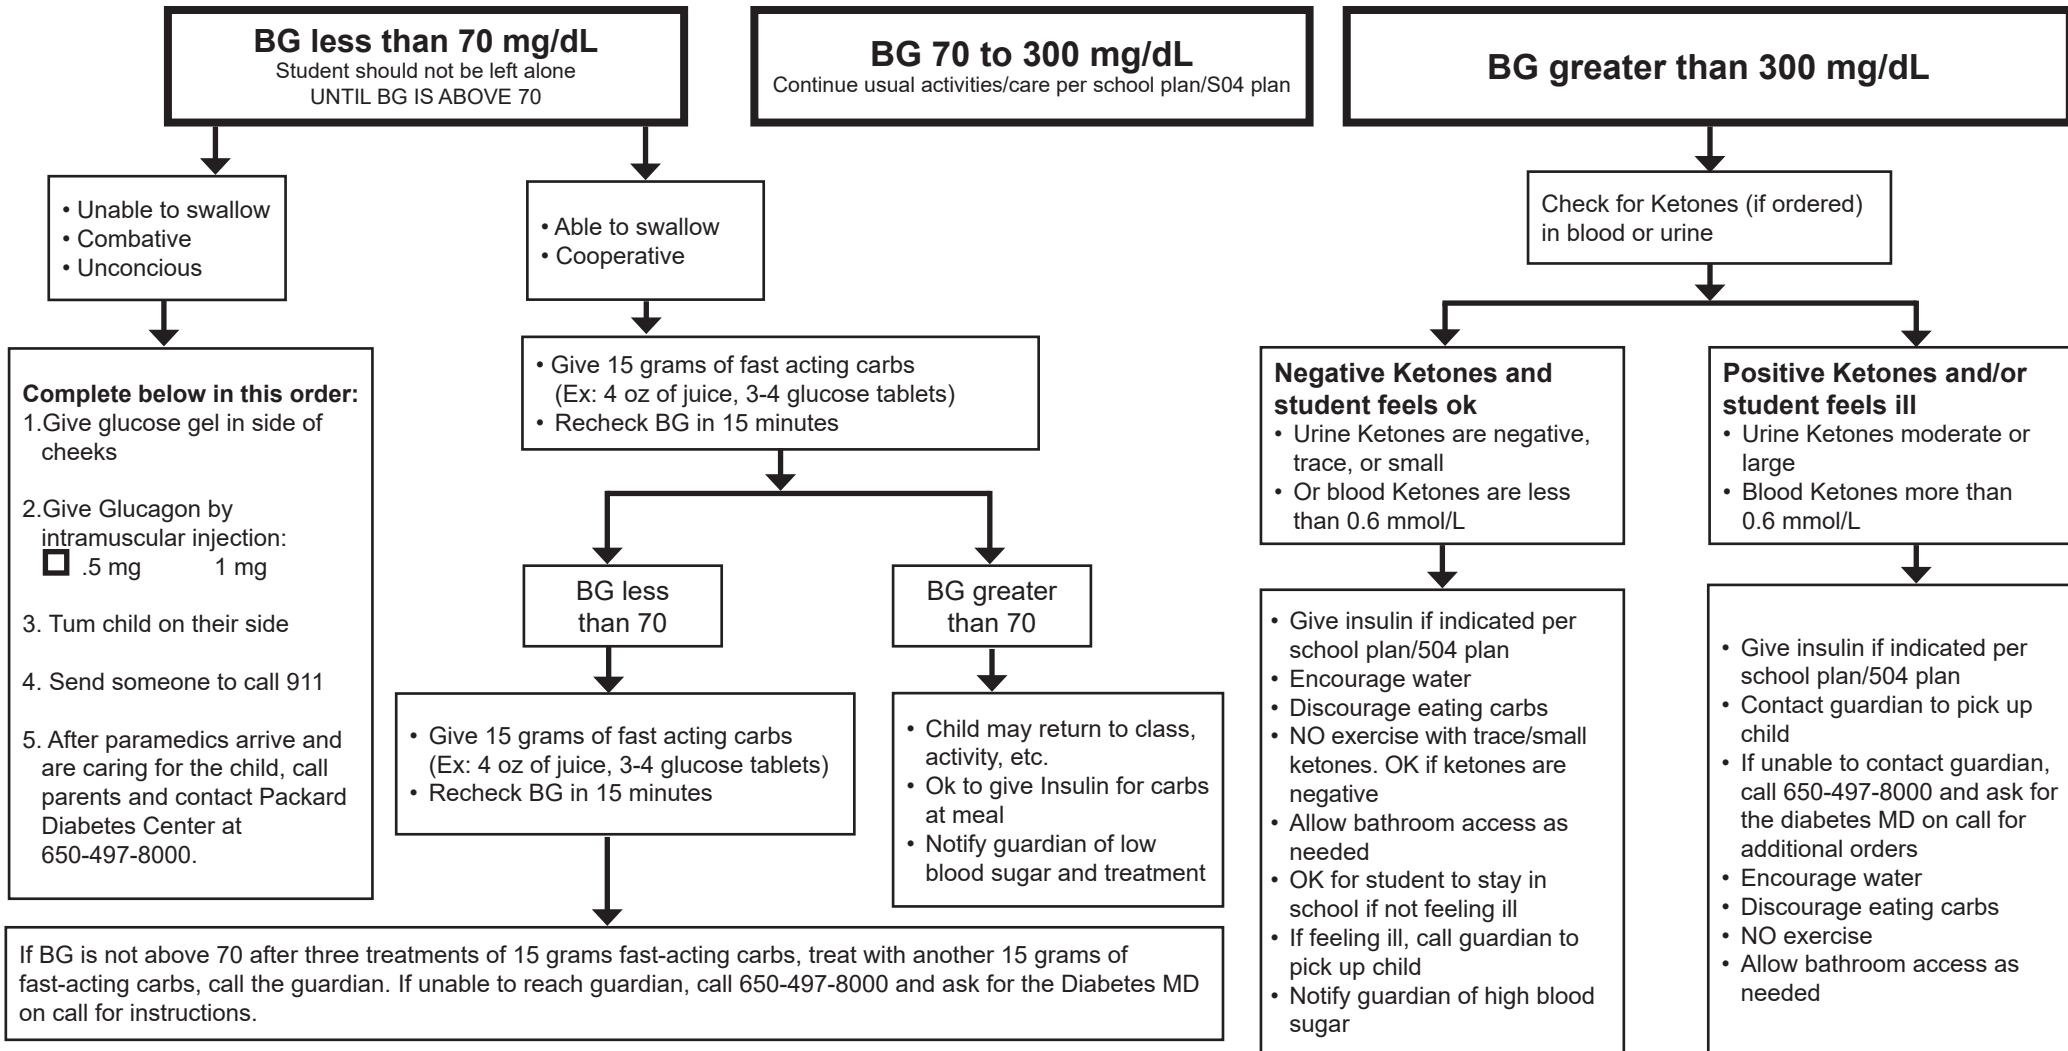 BG less than 70 mg/dL
Student should not be left alone
UNTIL BG IS ABOVE 70
BG 70 to 300 mg/dL
Continue usual activities/care per school plan/S04 plan
BG greater than 300 mg/dL
• Unable to swallow
• Combative
• Unconcious
• Able to swallow
• Cooperative
Check for Ketones (if ordered)
in blood or urine
Complete below in this order:
1.Give glucose gel in side of
cheeks
2.Give Glucagon by
intramuscular injection:
☐ .5 mg 1 mg
3. Tum child on their side
4. Send someone to call 911
5. After paramedics arrive and
are caring for the child, call
parents and contact Packard
Diabetes Center at
650-497-8000.
• Give 15 grams of fast acting carbs
(Ex: 4 oz of juice, 3-4 glucose tablets)
• Recheck BG in 15 minutes
BG less
than 70
BG greater
than 70
• Give 15 grams of fast acting carbs
(Ex: 4 oz of juice, 3-4 glucose tablets)
• Recheck BG in 15 minutes
• Child may return to class,
activity, etc.
• Ok to give Insulin for carbs
at meal
• Notify guardian of low
blood sugar and treatment
If BG is not above 70 after three treatments of 15 grams fast-acting carbs, treat with another 15 grams of
fast-acting carbs, call the guardian. If unable to reach guardian, call 650-497-8000 and ask for the Diabetes MD
on call for instructions.
Negative Ketones and
student feels ok
• Urine Ketones are negative,
trace, or small
• Or blood Ketones are less
than 0.6 mmol/L
• Give insulin if indicated per
school plan/504 plan
• Encourage water
• Discourage eating carbs
• NO exercise with trace/small
ketones. OK if ketones are
negative
• Allow bathroom access as
needed
• OK for student to stay in
school if not feeling ill
• If feeling ill, call guardian to
pick up child
• Notify guardian of high blood
sugar
Positive Ketones and/or
student feels ill
• Urine Ketones moderate or
large
• Blood Ketones more than
0.6 mmol/L
• Give insulin if indicated per
school plan/504 plan
• Contact guardian to pick up
child
• If unable to contact guardian,
call 650-497-8000 and ask for
the diabetes MD on call for
additional orders
• Encourage water
• Discourage eating carbs
• NO exercise
• Allow bathroom access as
needed